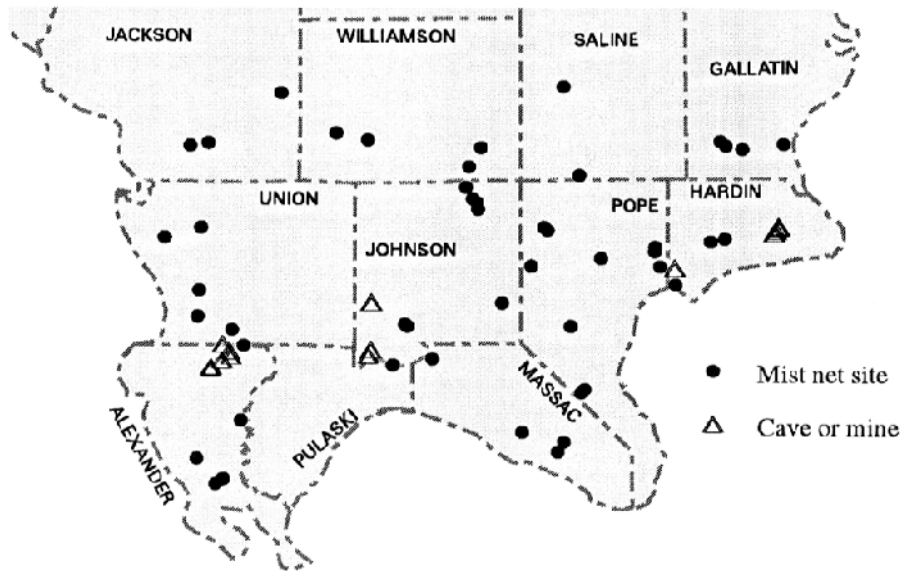 JACKSON
WILLIAMSON
SALINE
GALLATIN
UNION
POPE
HARDIN
JOHNSON
Mist net site
MASSAC
ALEXANDER
PULASKI
Cave or mine